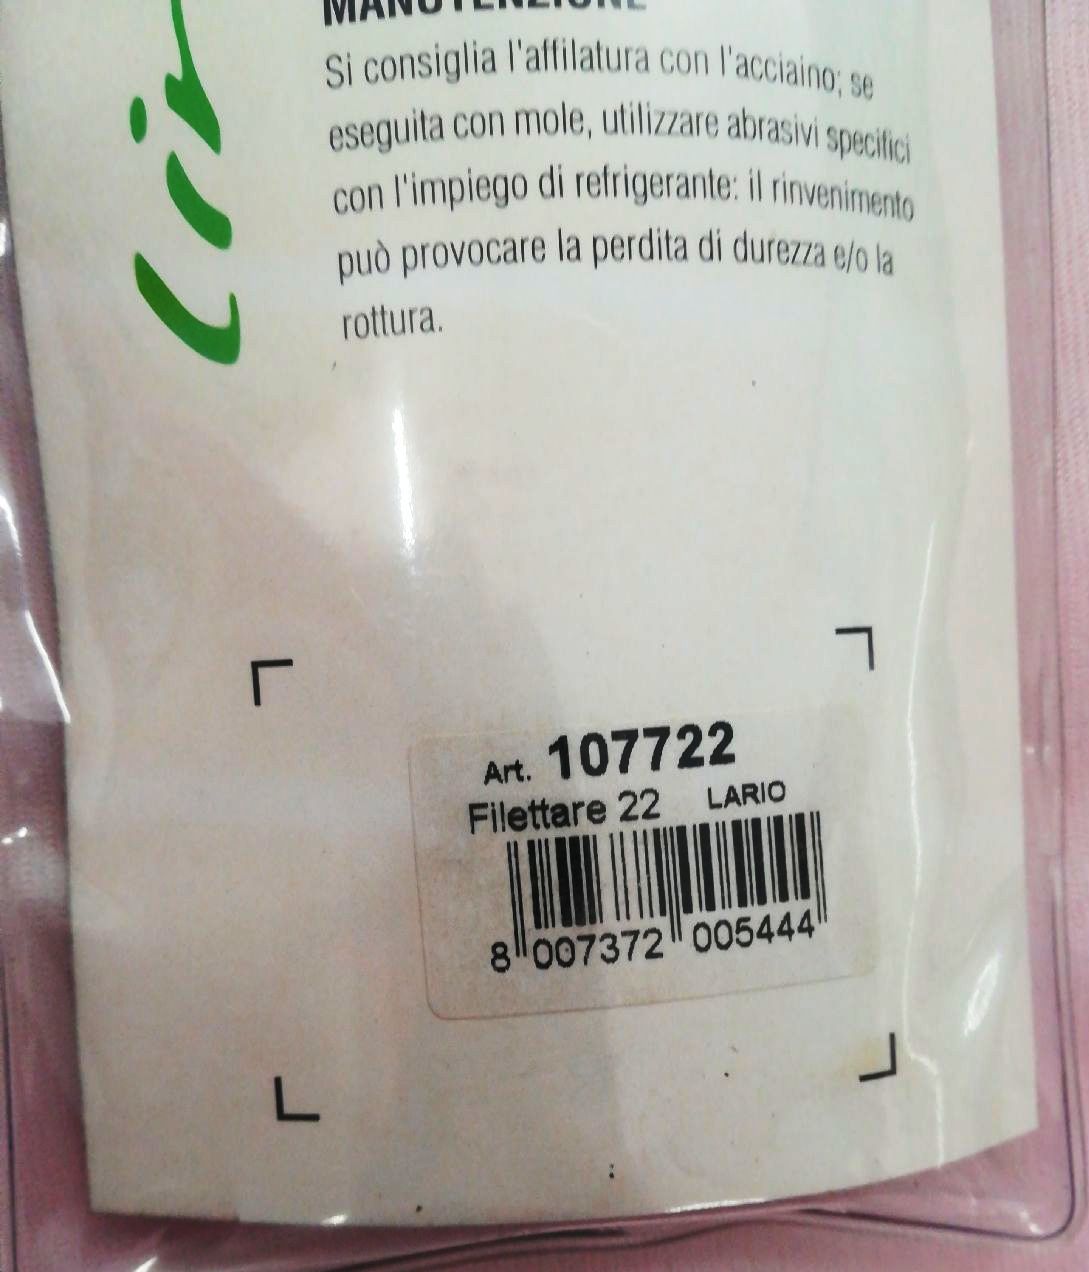 MANUTENZIONE
Si consiglia l'affilatura con l'acciaino; se
eseguita con mole, utilizzare abrasivi specifici
con l'impiego di refrigerante: il rinvenimento
può provocare la perdita di durezza e/o la
rottura.
Art. 107722
Filettare 22 LARIO
8 007372 005444